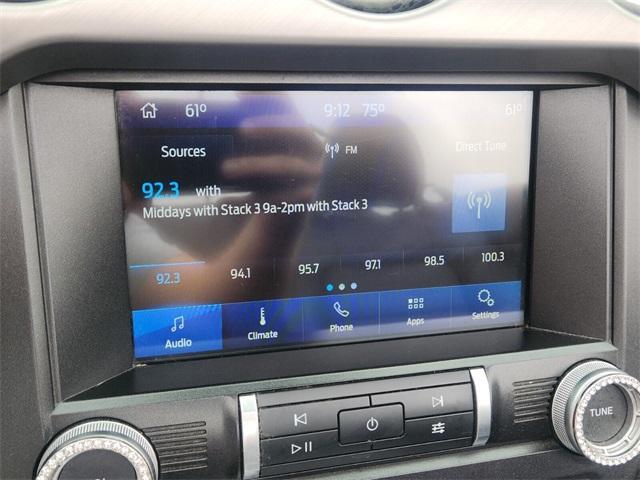 61° 9:12 75° 61°
Sources FM Direct Tune
92.3 with
Middays with Stack 3 9a-2pm with Stack 3
92.3 94.1 95.7 97.1 98.5 100.3
Audio Climate Phone Apps Settings
TUNE